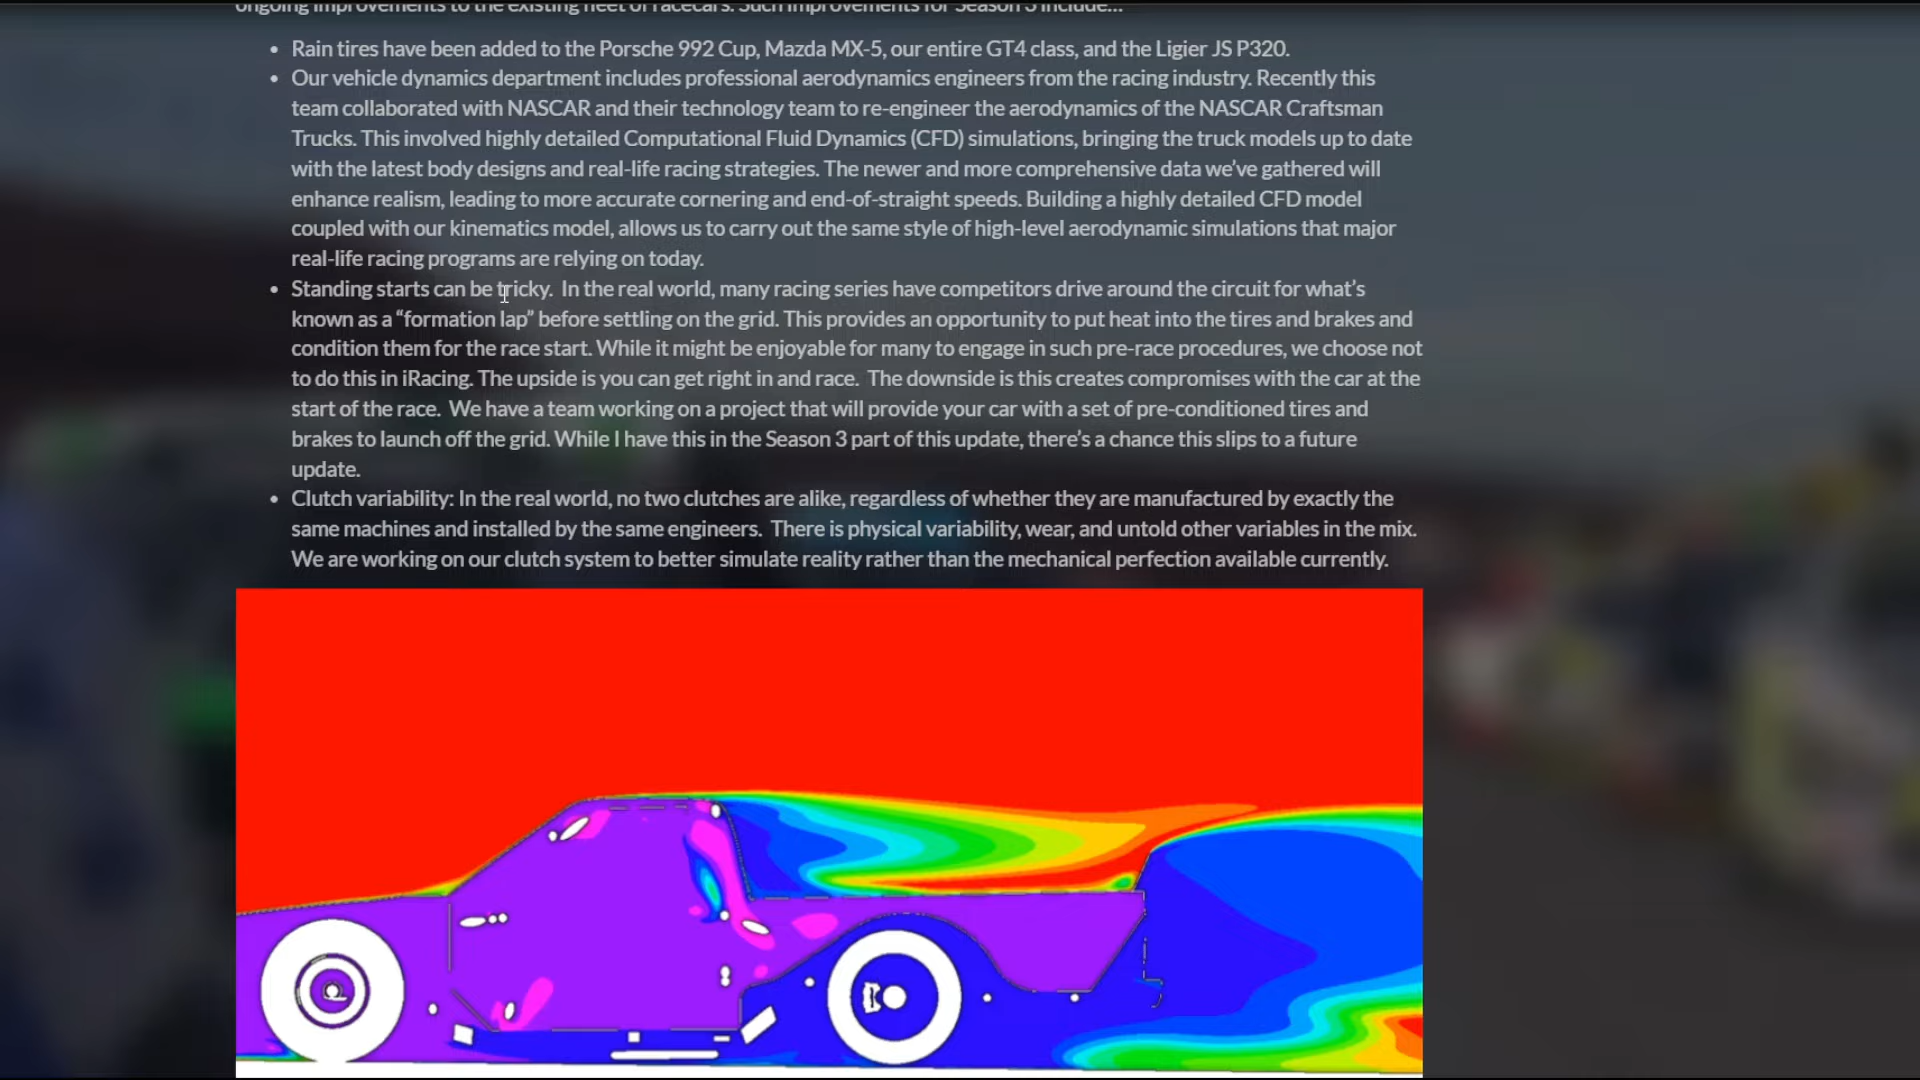 ongoing improvements to the existing fleet of racecars. Such improvements for Season 3 include...
• Rain tires have been added to the Porsche 992 Cup, Mazda MX-5, our entire GT4 class, and the Ligier JS P320.
• Our vehicle dynamics department includes professional aerodynamics engineers from the racing industry. Recently this
team collaborated with NASCAR and their technology team to re-engineer the aerodynamics of the NASCAR Craftsman
Trucks. This involved highly detailed Computational Fluid Dynamics (CFD) simulations, bringing the truck models up to date
with the latest body designs and real-life racing strategies. The newer and more comprehensive data we’ve gathered will
enhance realism, leading to more accurate cornering and end-of-straight speeds. Building a highly detailed CFD model
coupled with our kinematics model, allows us to carry out the same style of high-level aerodynamic simulations that major
real-life racing programs are relying on today.
• Standing starts can be tricky.  In the real world, many racing series have competitors drive around the circuit for what’s
known as a “formation lap” before settling on the grid. This provides an opportunity to put heat into the tires and brakes and
condition them for the race start. While it might be enjoyable for many to engage in such pre-race procedures, we choose not
to do this in iRacing. The upside is you can get right in and race.  The downside is this creates compromises with the car at the
start of the race.  We have a team working on a project that will provide your car with a set of pre-conditioned tires and
brakes to launch off the grid. While I have this in the Season 3 part of this update, there’s a chance this slips to a future
update.
• Clutch variability: In the real world, no two clutches are alike, regardless of whether they are manufactured by exactly the
same machines and installed by the same engineers.  There is physical variability, wear, and untold other variables in the mix.
We are working on our clutch system to better simulate reality rather than the mechanical perfection available currently.